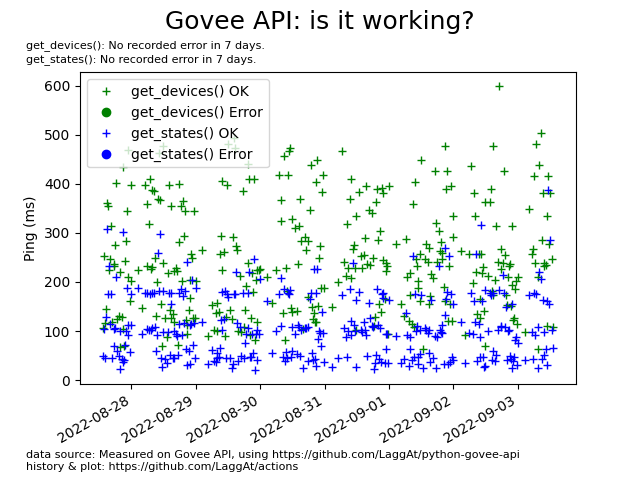 Govee API: is it working?
get_devices(): No recorded error in 7 days.
get_states(): No recorded error in 7 days.
get_devices() OK
get_devices() Error
get_states() OK
get_states() Error
Ping (ms)
600
500
400
300
200
100
0
2022-08-28
2022-08-29
2022-08-30
2022-08-31
2022-09-01
2022-09-02
2022-09-03
data source: Measured on Govee API, using https://github.com/LaggAt/python-govee-api
history & plot: https://github.com/LaggAt/actions